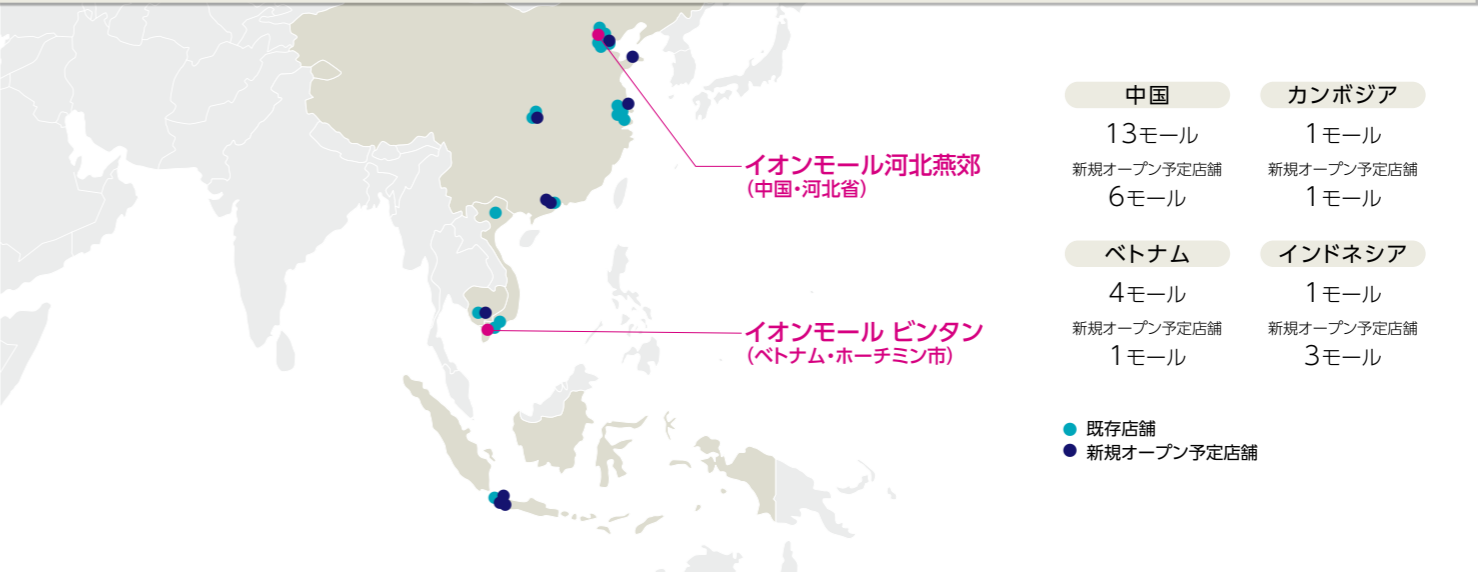 イオンモール河北燕郊
（中国・河北省）
イオンモール ビンタン
（ベトナム・ホーチミン市）
中国
13モール
新規オープン予定店舗
6モール
カンボジア
1モール
新規オープン予定店舗
1モール
ベトナム
4モール
新規オープン予定店舗
1モール
インドネシア
1モール
新規オープン予定店舗
3モール
既存店舗
新規オープン予定店舗